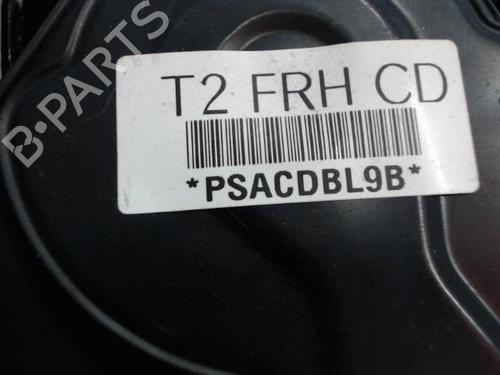 B-PARTS
T2 FRH CD
*PSACDBL9B*